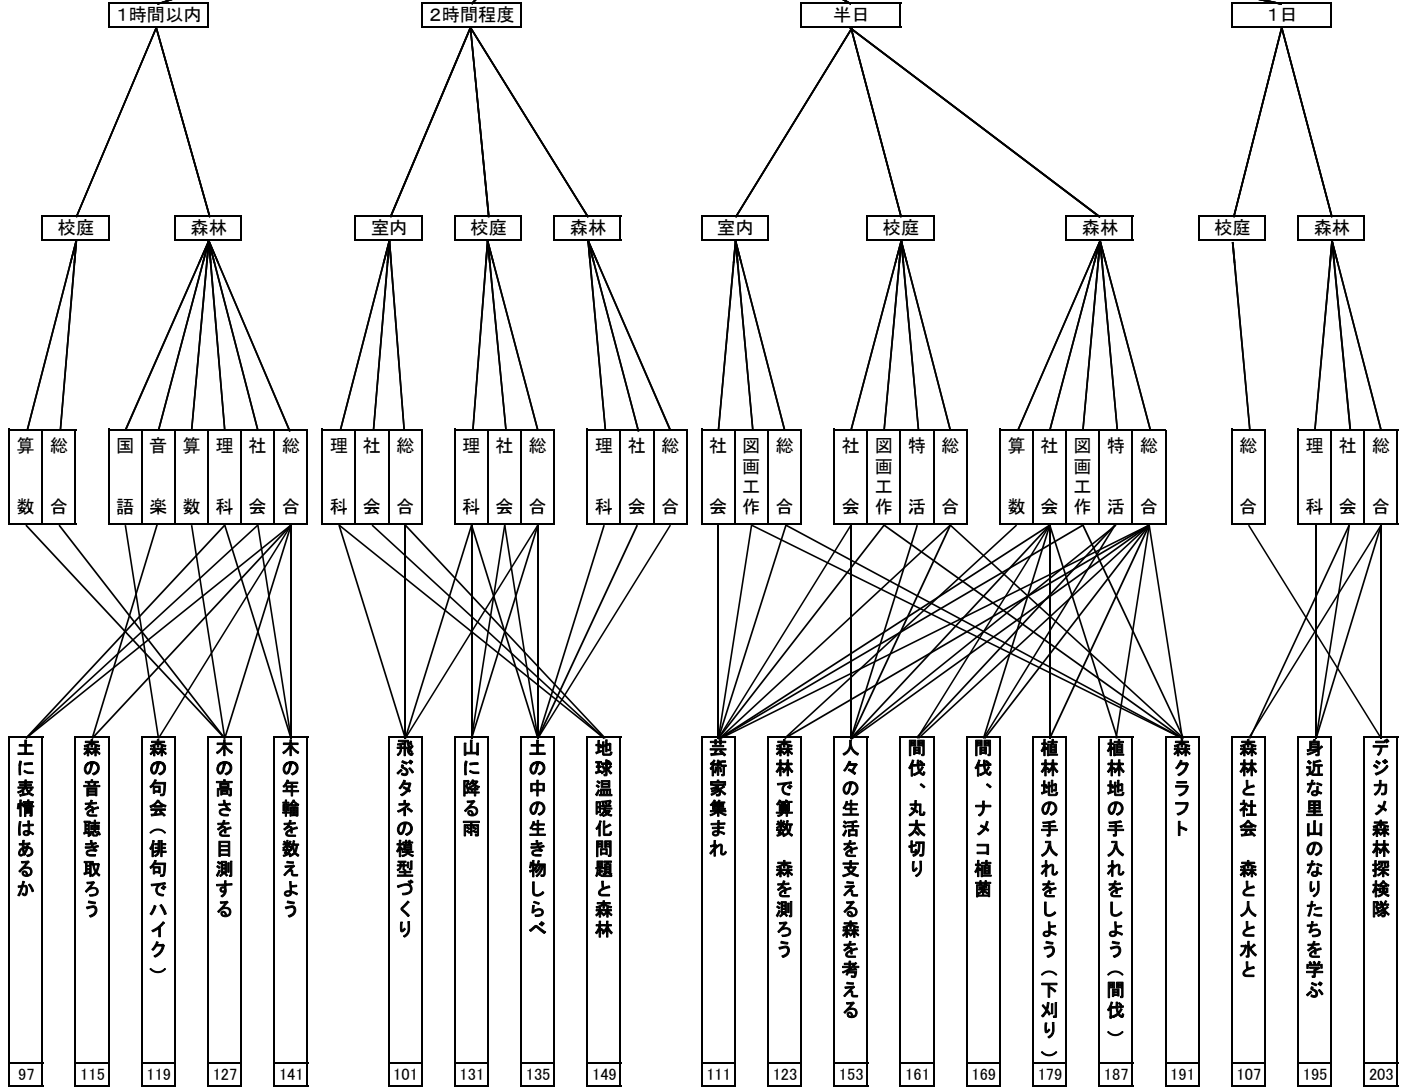 1時間以内
2時間程度
半日
1日
校庭
森林
室内
校庭
森林
室内
校庭
森林
校庭
森林
算数
総合
国語
音楽
算数
理科
社会
総合
理科
社会
総合
理科
社会
総合
理科
社会
総合
社会
図画工作
総合
社会
図画工作
特活
総合
算数
社会
図画工作
特活
総合
総合
理科
社会
総合
土に表情はあるか
森の音を聴き取ろう
森の句会(俳句でハイク)
木の高さを目測する
木の年輪を数えよう
飛ぶタネの模型づくり
山に降る雨
土の中の生き物しらべ
地球温暖化問題と森林
芸術家集まれ
森林で算数 森を測ろう
人々の生活を支える森を考える
間伐、丸太切り
間伐、ナメコ植菌
植林地の手入れをしよう(下刈り)
植林地の手入れをしよう(間伐)
森クラフト
森林と社会 森と人と水と
身近な里山のなりたちを学ぶ
デジカメ森林探検隊
97
115
119
127
141
101
131
135
149
111
123
153
161
169
179
187
191
107
195
203